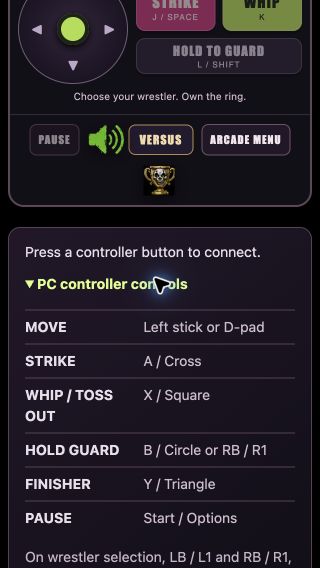 STRIKE
J / SPACE
WHIP
K
HOLD TO GUARD
L / SHIFT
Choose your wrestler. Own the ring.
PAUSE
VERSUS
ARCADE MENU
Press a controller button to connect.
▼PC controller controls
MOVE Left stick or D-pad
STRIKE A / Cross
WHIP / TOSS OUT X / Square
HOLD GUARD B / Circle or RB / R1
FINISHER Y / Triangle
PAUSE Start / Options
On wrestler selection, LB / L1 and RB / R1,